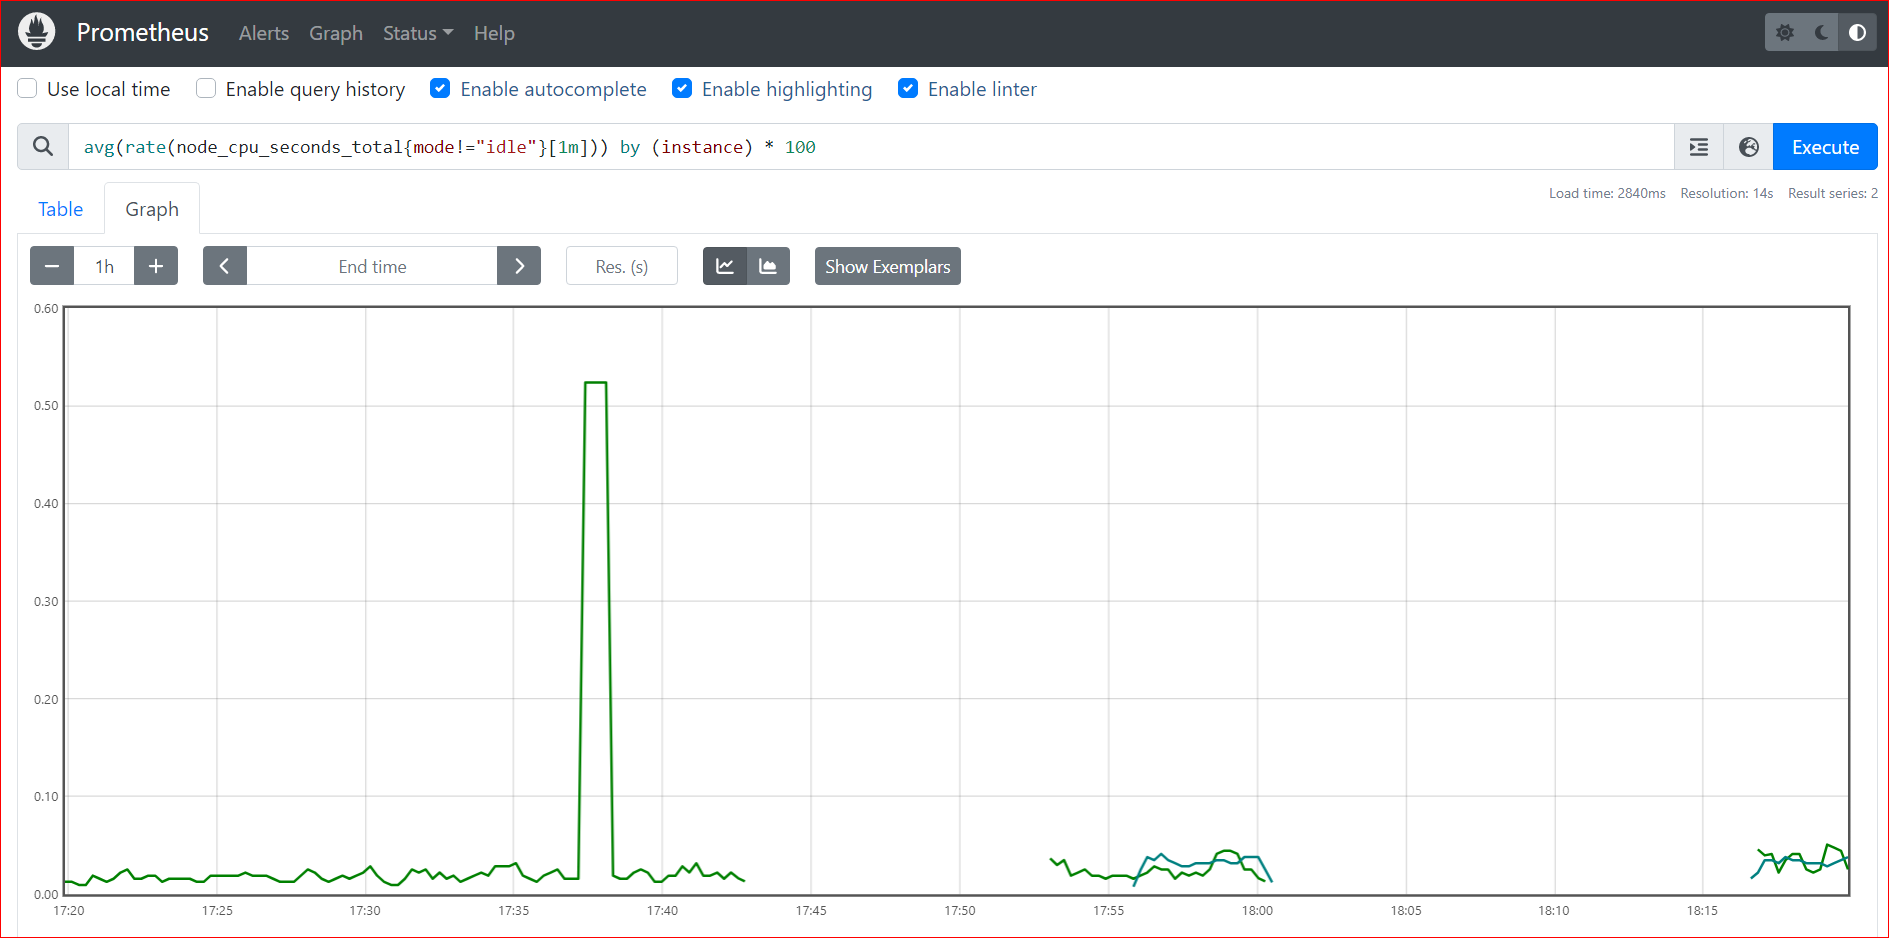 Prometheus Alerts Graph Status Help
Use local time Enable query history Enable autocomplete Enable highlighting Enable linter
avg(rate(node_cpu_seconds_total{mode!="idle"}[1m])) by (instance) * 100 Execute
Table Graph Load time: 2840ms Resolution: 14s Result series: 2
1h End time Res. (s) Show Exemplars
0.60
0.50
0.40
0.30
0.20
0.10
0.00
17:20 17:25 17:30 17:35 17:40 17:45 17:50 17:55 18:00 18:05 18:10 18:15